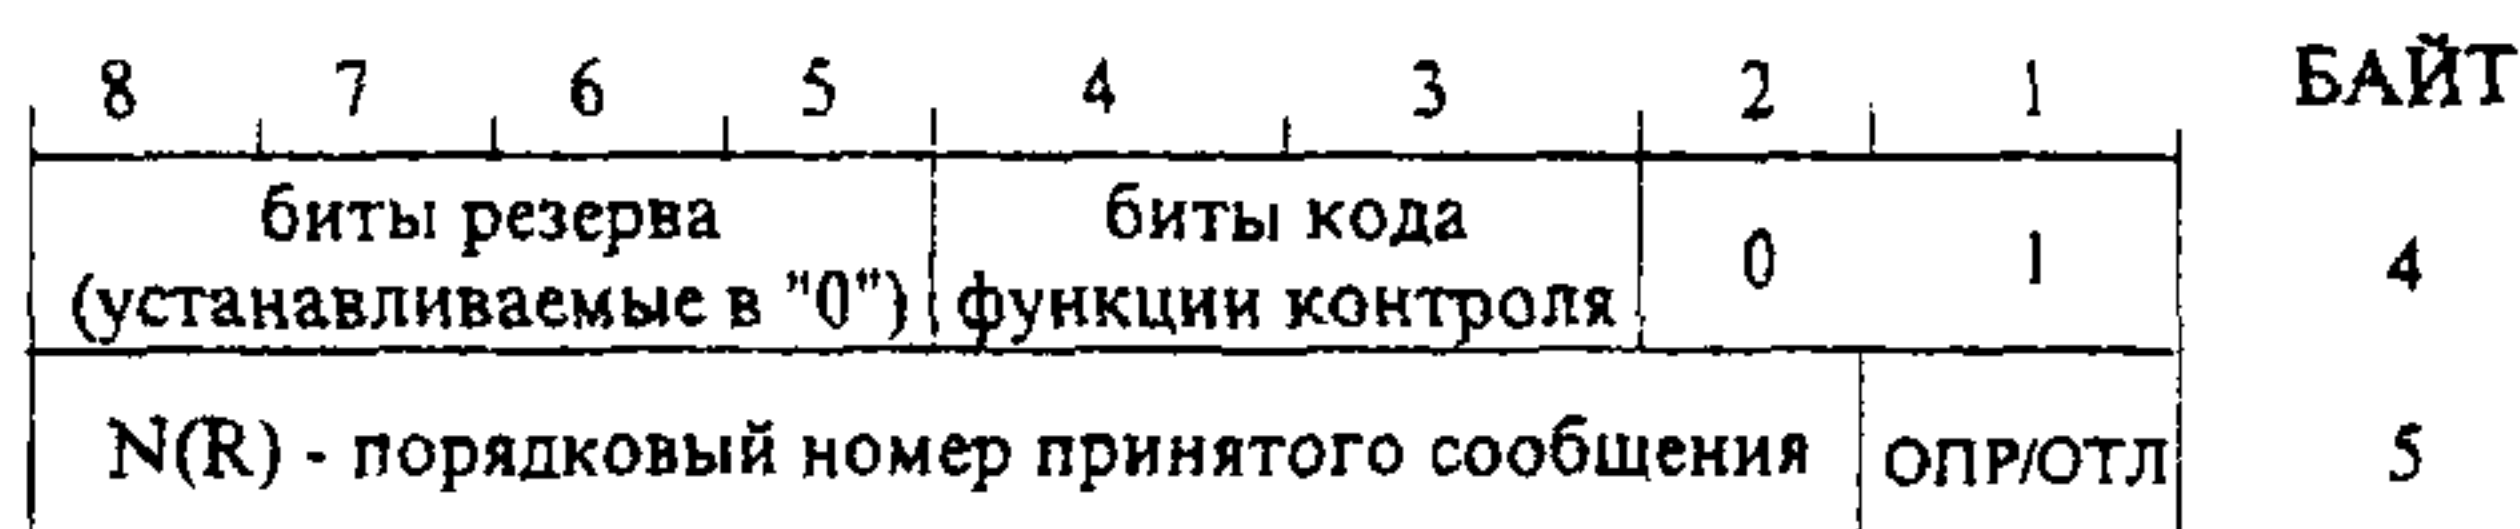 8 7 6 5 4 3 2 1 БАЙТ
биты резерва биты кода
(устанавливаемые в "0") функции контроля 0 1 4
N(R) - порядковый номер принятого сообщения ОПР/ОТЛ 5